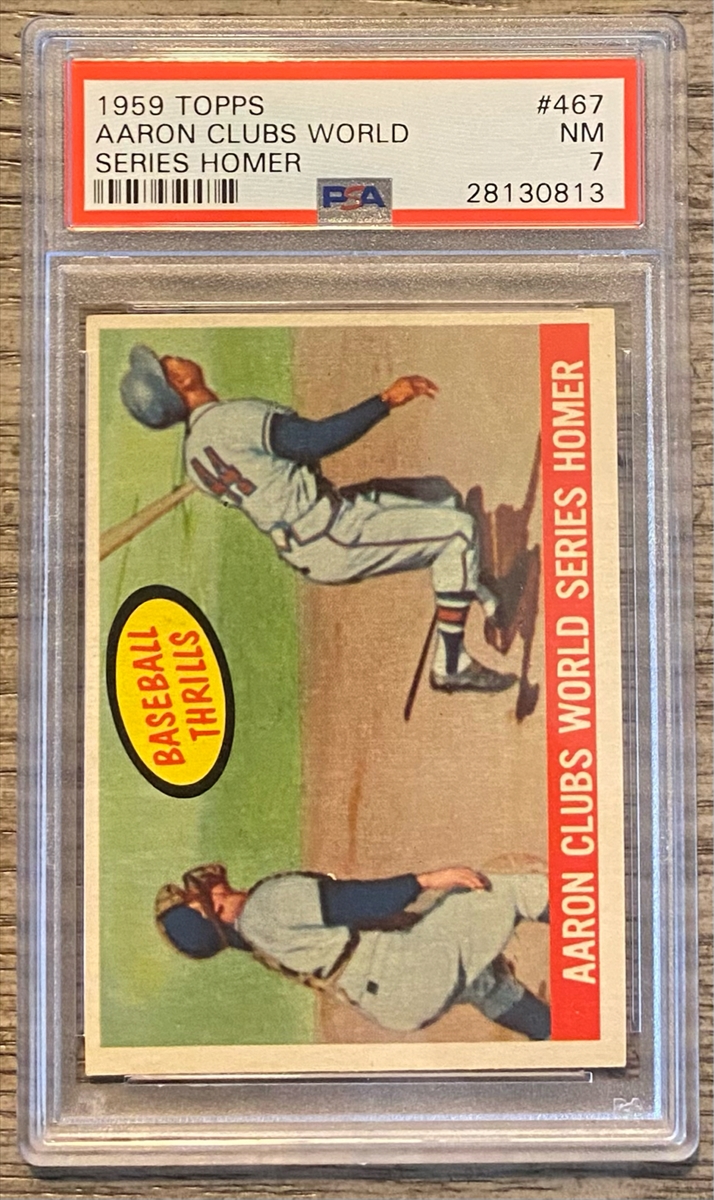 1959 TOPPS #467
AARON CLUBS WORLD NM
SERIES HOMER 7
PSA 28130813
44
BASEBALL
THRILLS
AARON CLUBS WORLD SERIES HOMER